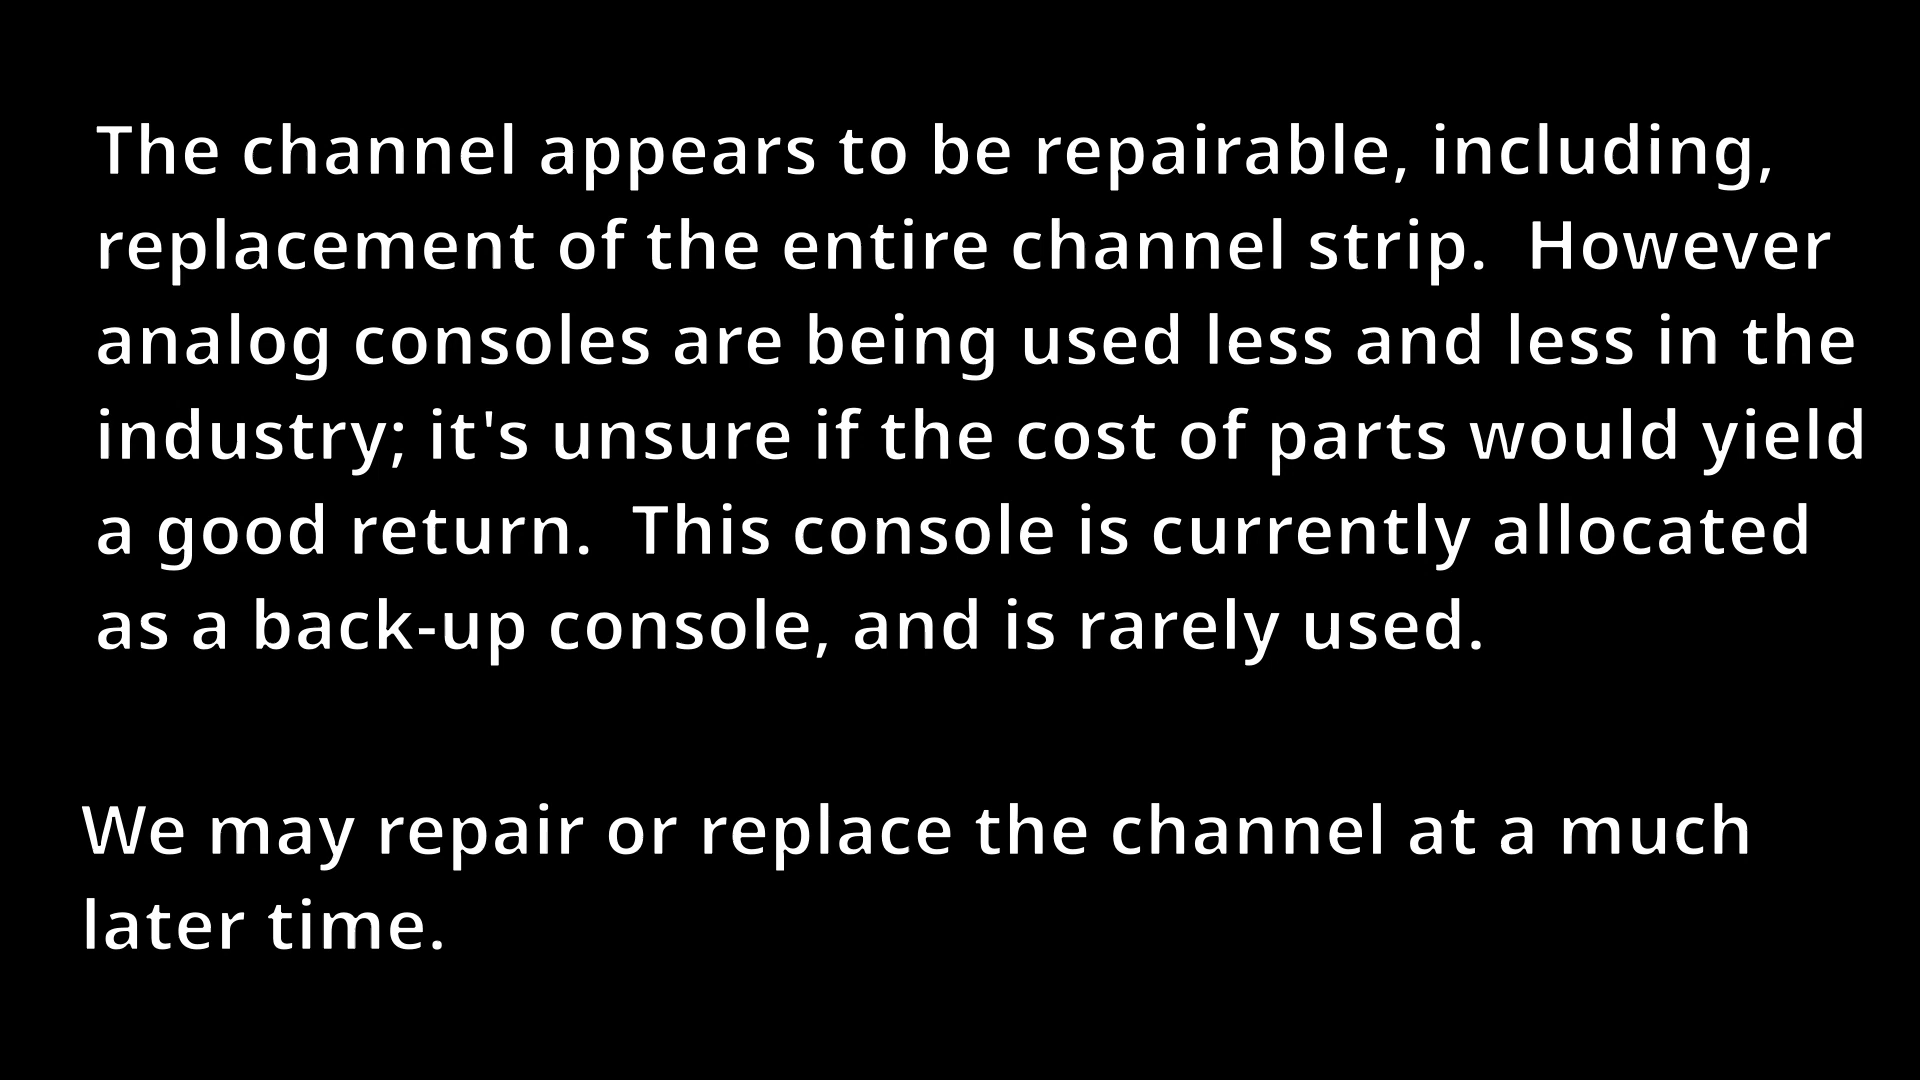 The channel appears to be repairable, including,
replacement of the entire channel strip.  However
analog consoles are being used less and less in the
industry; it's unsure if the cost of parts would yield
a good return.  This console is currently allocated
as a back-up console, and is rarely used.
We may repair or replace the channel at a much
later time.